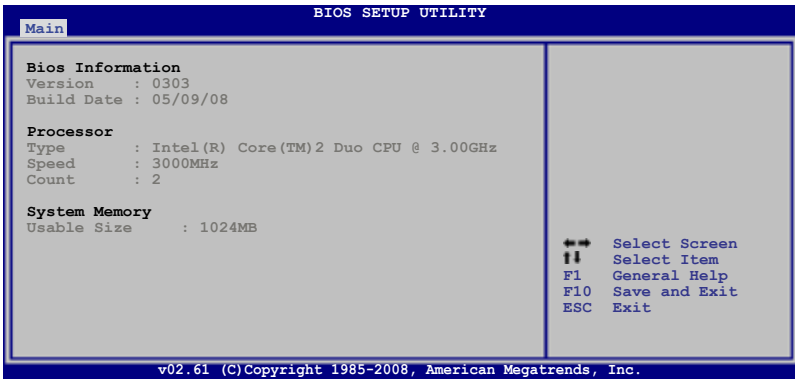 BIOS SETUP UTILITY
Main
Bios Information
Version : 0303
Build Date : 05/09/08
Processor
Type : Intel(R) Core(TM)2 Duo CPU @ 3.00GHz
Speed : 3000MHz
Count : 2
System Memory
Usable Size : 1024MB
←→ Select Screen
↑↓ Select Item
F1 General Help
F10 Save and Exit
ESC Exit
v02.61 (C)Copyright 1985-2008, American Megatrends, Inc.